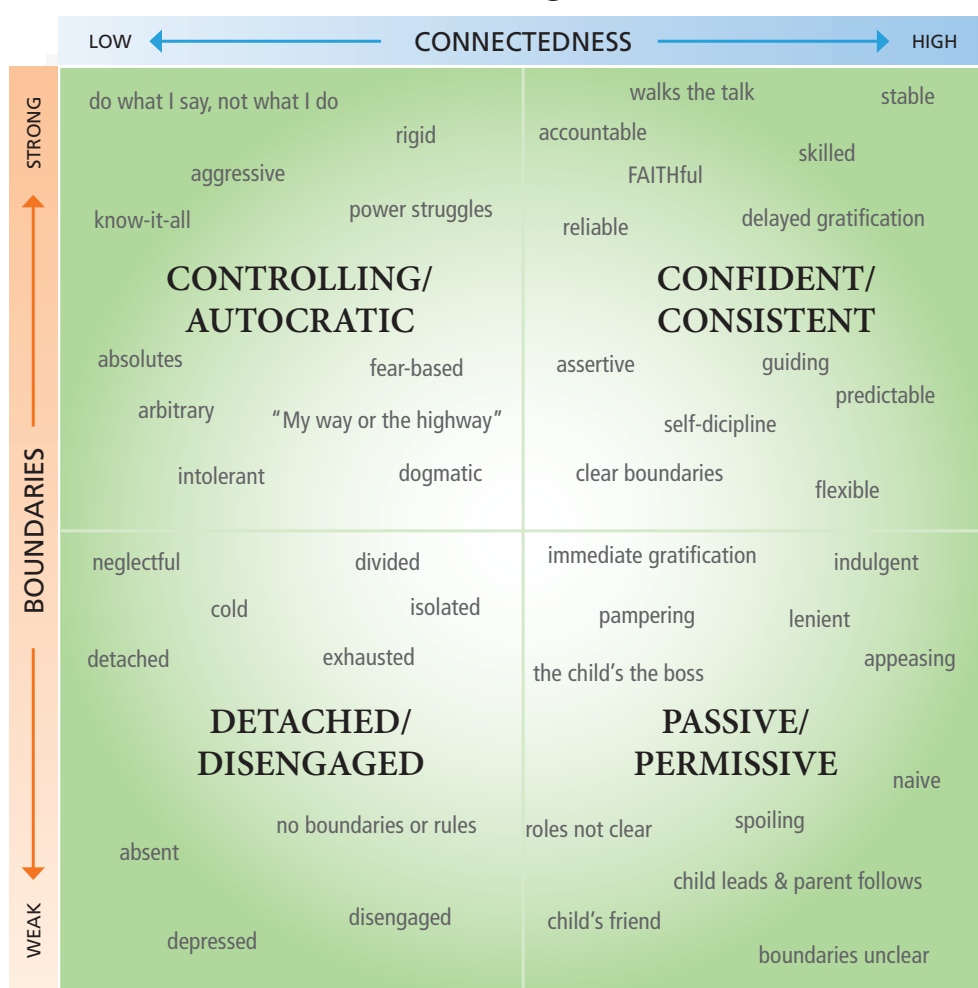 LOW CONNECTEDNESS HIGH
STRONG
BOUNDARIES
WEAK
do what I say, not what I do
rigid
aggressive
know-it-all
power struggles
CONTROLLING/
AUTOCRATIC
absolutes
fear-based
arbitrary
"My way or the highway"
intolerant
dogmatic
walks the talk
stable
accountable
skilled
FAITHful
reliable
delayed gratification
CONFIDENT/
CONSISTENT
assertive
guiding
predictable
self-dicipline
clear boundaries
flexible
neglectful
divided
cold
isolated
detached
exhausted
DETACHED/
DISENGAGED
no boundaries or rules
absent
disengaged
depressed
immediate gratification
indulgent
pampering
lenient
the child's the boss
appeasing
PASSIVE/
PERMISSIVE
naive
roles not clear
spoiling
child leads & parent follows
child's friend
boundaries unclear